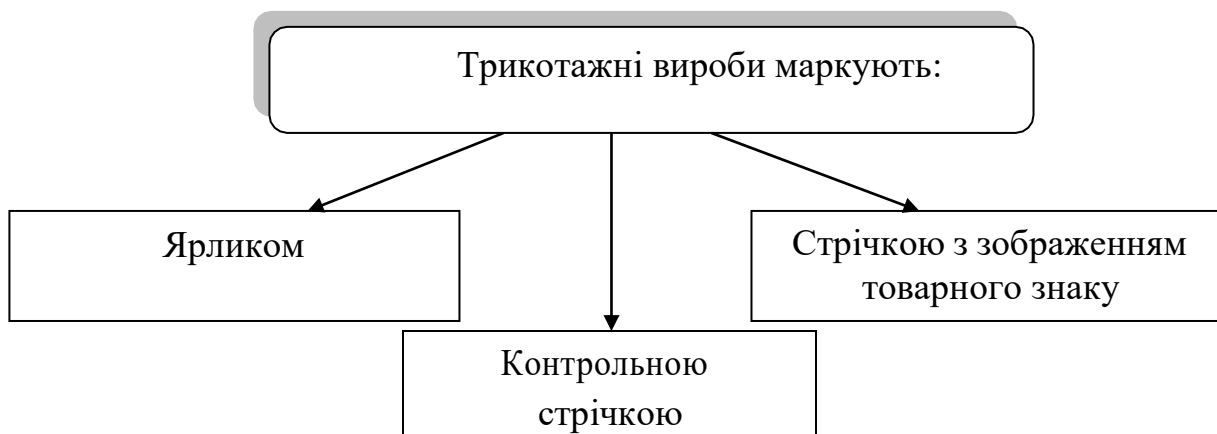 Трикотажні вироби маркують:
Ярликом
Стрічкою з зображенням
товарного знаку
Контрольною
стрічкою